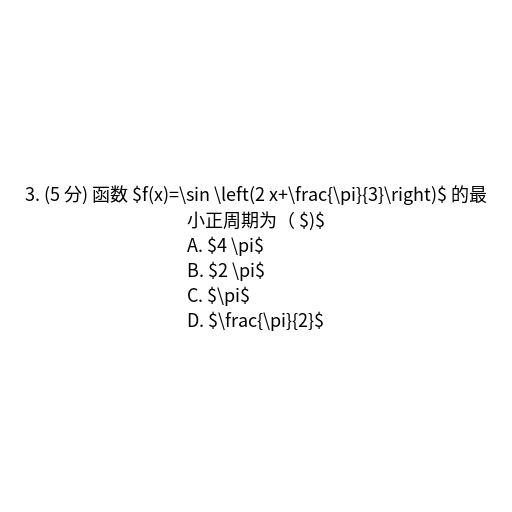 3. (5 分) 函数 $f(x)=\sin \left(2 x+\frac{\pi}{3}\right)$ 的最
小正周期为（ $)$
A. $4 \pi$
B. $2 \pi$
C. $\pi$
D. $\frac{\pi}{2}$